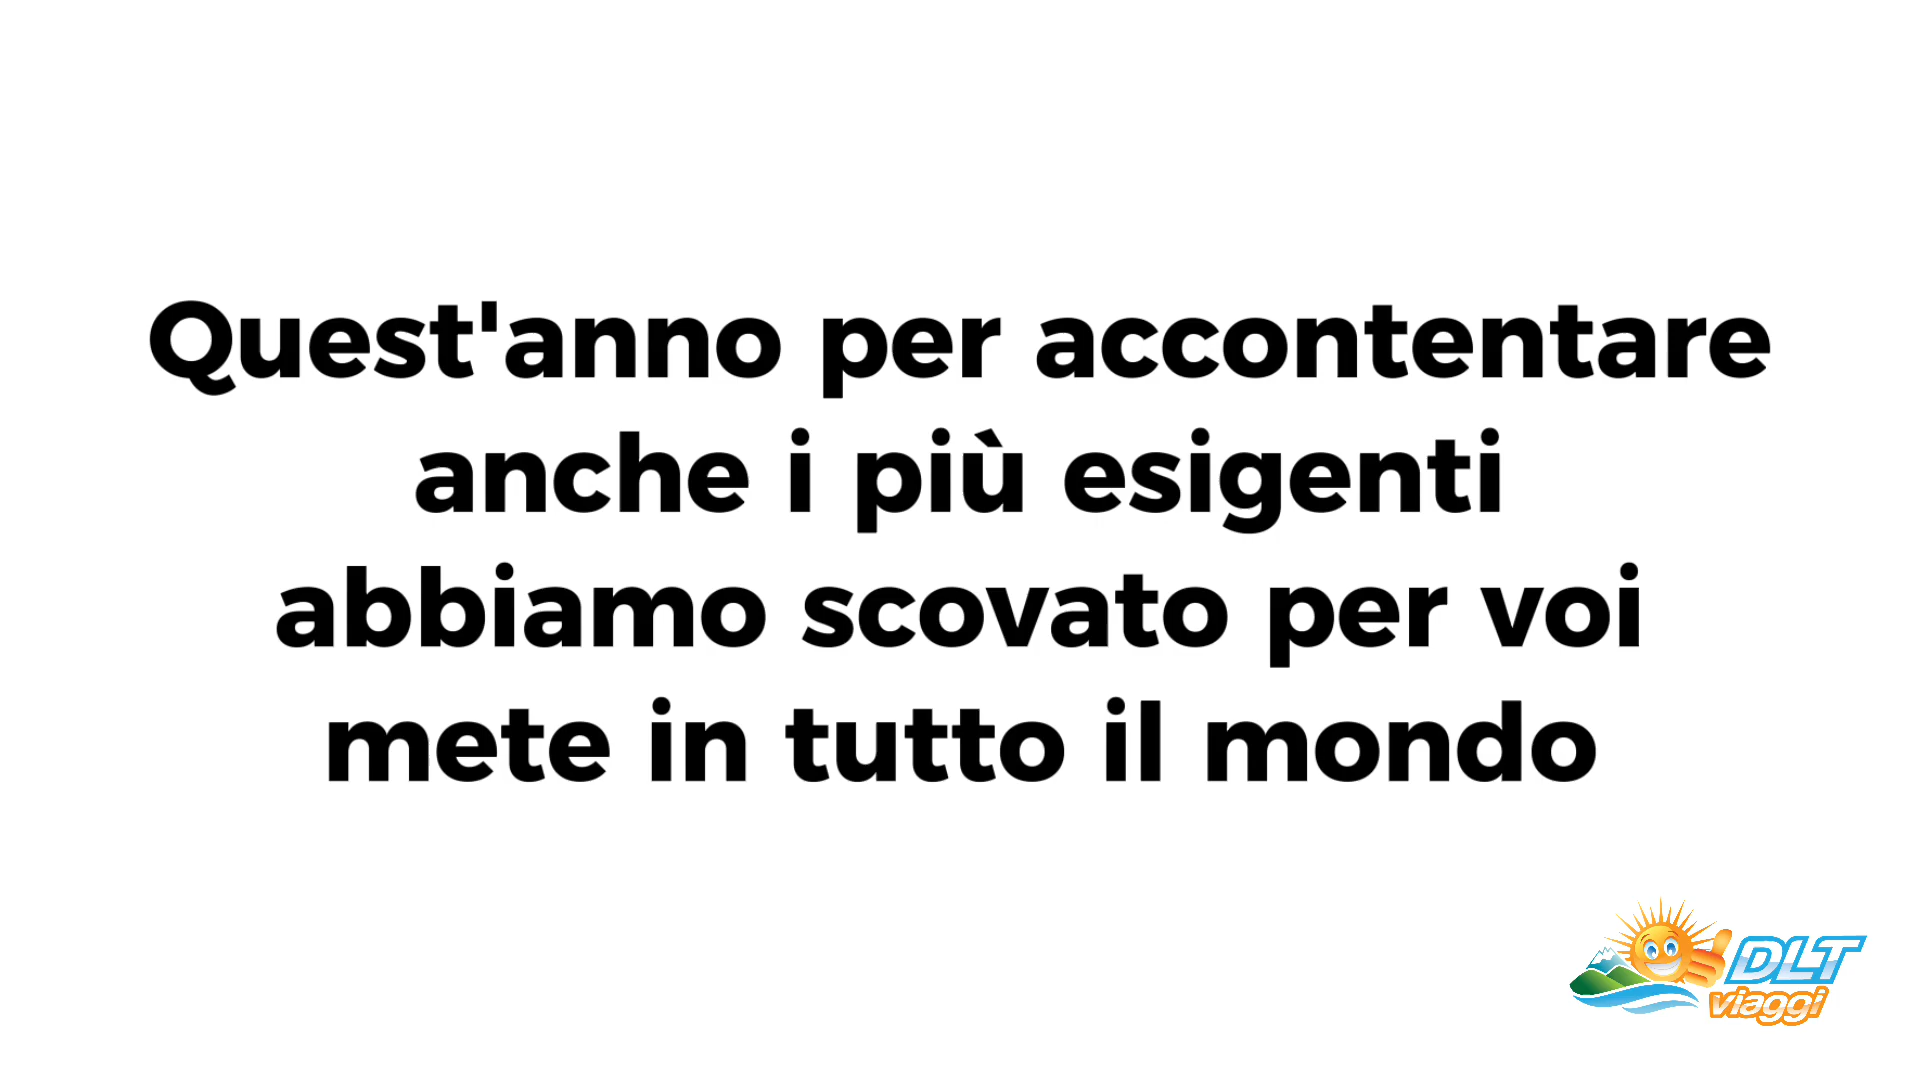 Quest'anno per accontentare
anche i più esigenti
abbiamo scovato per voi
mete in tutto il mondo
DLT
viaggi